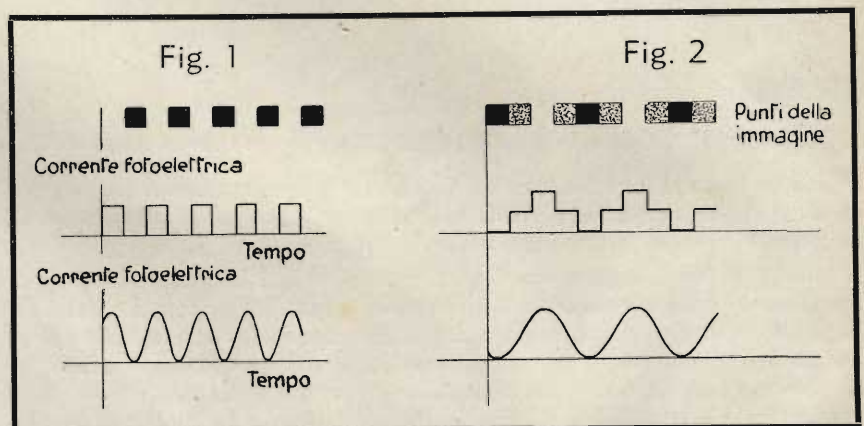 Fig. 1
Corrente fotoelettrica
Tempo
Corrente fotoelettrica
Tempo
Fig. 2
Punti della
immagine